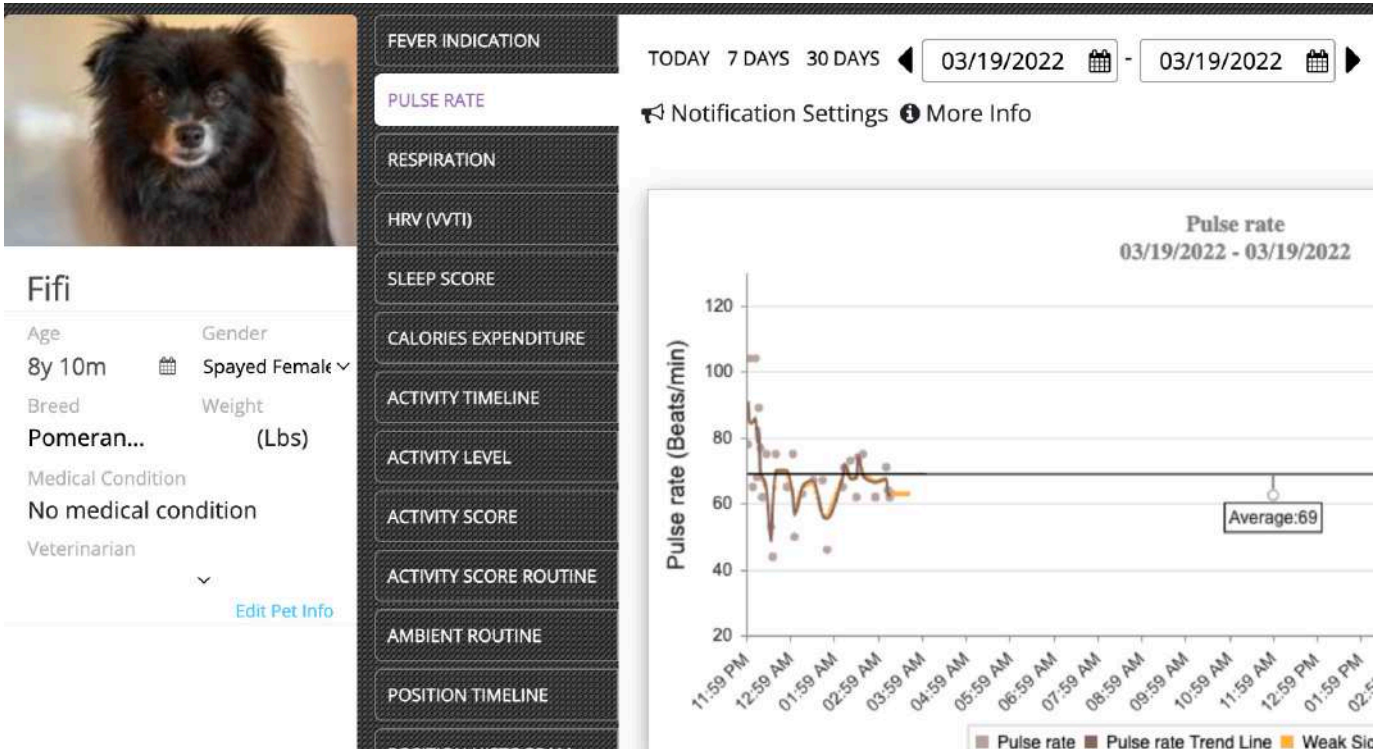 Fifi
Age
Gender
8y 10m
Spayed Female
Breed
Weight
Pomeran...
(Lbs)
Medical Condition
No medical condition
Veterinarian
Edit Pet Info
FEVER INDICATION
PULSE RATE
RESPIRATION
HRV (VVTI)
SLEEP SCORE
CALORIES EXPENDITURE
ACTIVITY TIMELINE
ACTIVITY LEVEL
ACTIVITY SCORE
ACTIVITY SCORE ROUTINE
AMBIENT ROUTINE
POSITION TIMELINE
TODAY 7 DAYS 30 DAYS 03/19/2022 - 03/19/2022
Notification Settings More Info
Pulse rate
03/19/2022 - 03/19/2022
Pulse rate (Beats/min)
120
100
80
60
40
20
Average:69
11:59 PM
12:59 AM
01:59 AM
02:59 AM
03:59 AM
04:59 AM
05:59 AM
06:59 AM
07:59 AM
08:59 AM
09:59 AM
10:59 AM
11:59 AM
12:59 PM
01:59 PM
Pulse rate Pulse rate Trend Line Weak